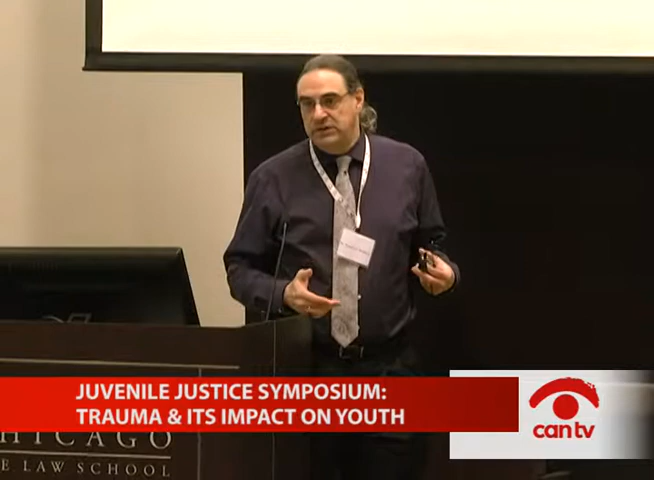 JUVENILE JUSTICE SYMPOSIUM:
TRAUMA & ITS IMPACT ON YOUTH
can tv
CHICAGO
LAW SCHOOL